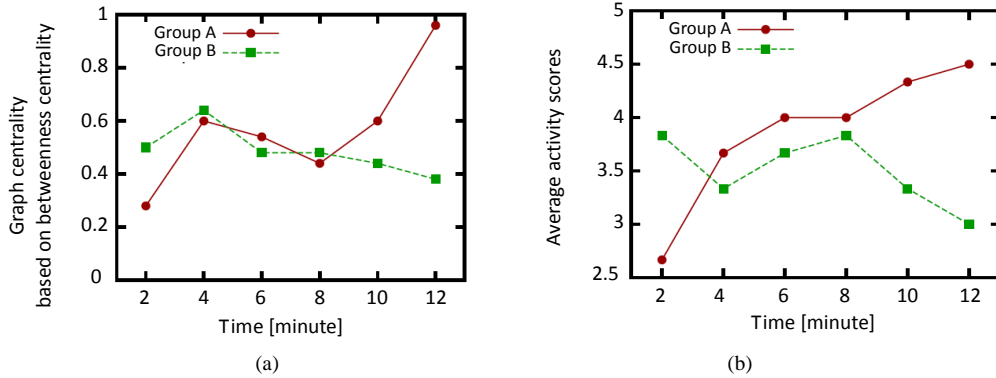 Graph centrality
based on betweenness centrality
1
0.8
0.6
0.4
0.2
0
Group A
Group B
2 4 6 8 10 12
Time [minute]
(a)
Average activity scores
5
4.5
4
3.5
3
2.5
Group A
Group B
2 4 6 8 10 12
Time [minute]
(b)